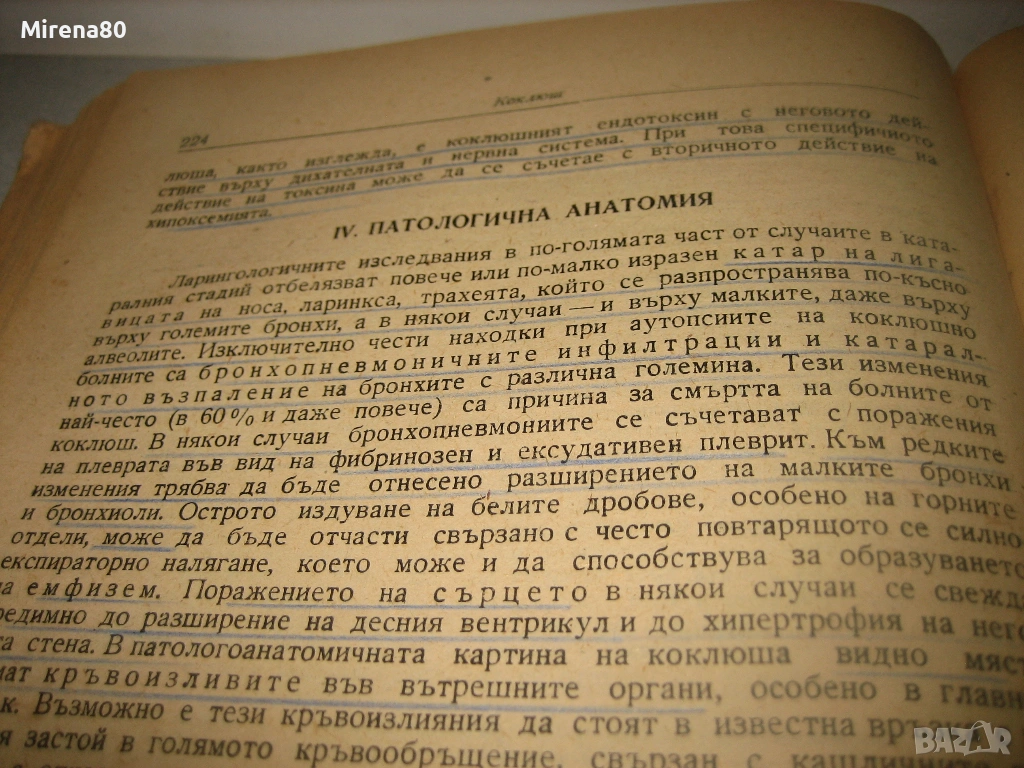 Mirena80
224
Коклюш
люша, както изглежда, е коклюшният ендотоксин с неговото дей-
ствие върху дихателната и нервна система. При това специфичното
действие на токсина може да се съчетае с вторичното действие на
хипоксемията.
IV. ПАТОЛОГИЧНА АНАТОМИЯ
Ларингологичните изследвания в по-голямата част от случаите в ката-
ралния стадий отбелязват повече или по-малко изразен катар на лига-
вицата на носа, ларинкса, трахеята, който се разпространява по-късно
върху големите бронхи, а в някои случаи — и върху малките, даже върху
алвеолите. Изключително чести находки при аутопсиите на коклюшно
болните са бронхопневмоничните инфилтрации и катарал-
ното възпаление на бронхите с различна големина. Тези изменения
най-често (в 60% и даже повече) са причина за смъртта на болните от
коклюш. В някои случаи бронхопневмониите се съчетават с поражения
на плеврата във вид на фибринозен и ексудативен плеврит. Към редките
изменения трябва да бъде отнесено разширението на малките бронхи
и бронхиоли. Острото издуване на белите дробове, особено на горните
отдели, може да бъде отчасти свързано с често повтарящото се силно
експираторно налягане, което може и да способствува за образуването
на емфизем. Поражението на сърцето в някои случаи се свежда
редимно до разширение на десния вентрикул и до хипертрофия на него
та стена. В патологоанатомичната картина на коклюша видно мяст
мат кръвоизливите във вътрешните органи, особено в главн
к. Възможно е тези кръвоизлияния да стоят в известна връзка
я застой в голямото кръвообръщение, свързан с кашличните
BAZAR